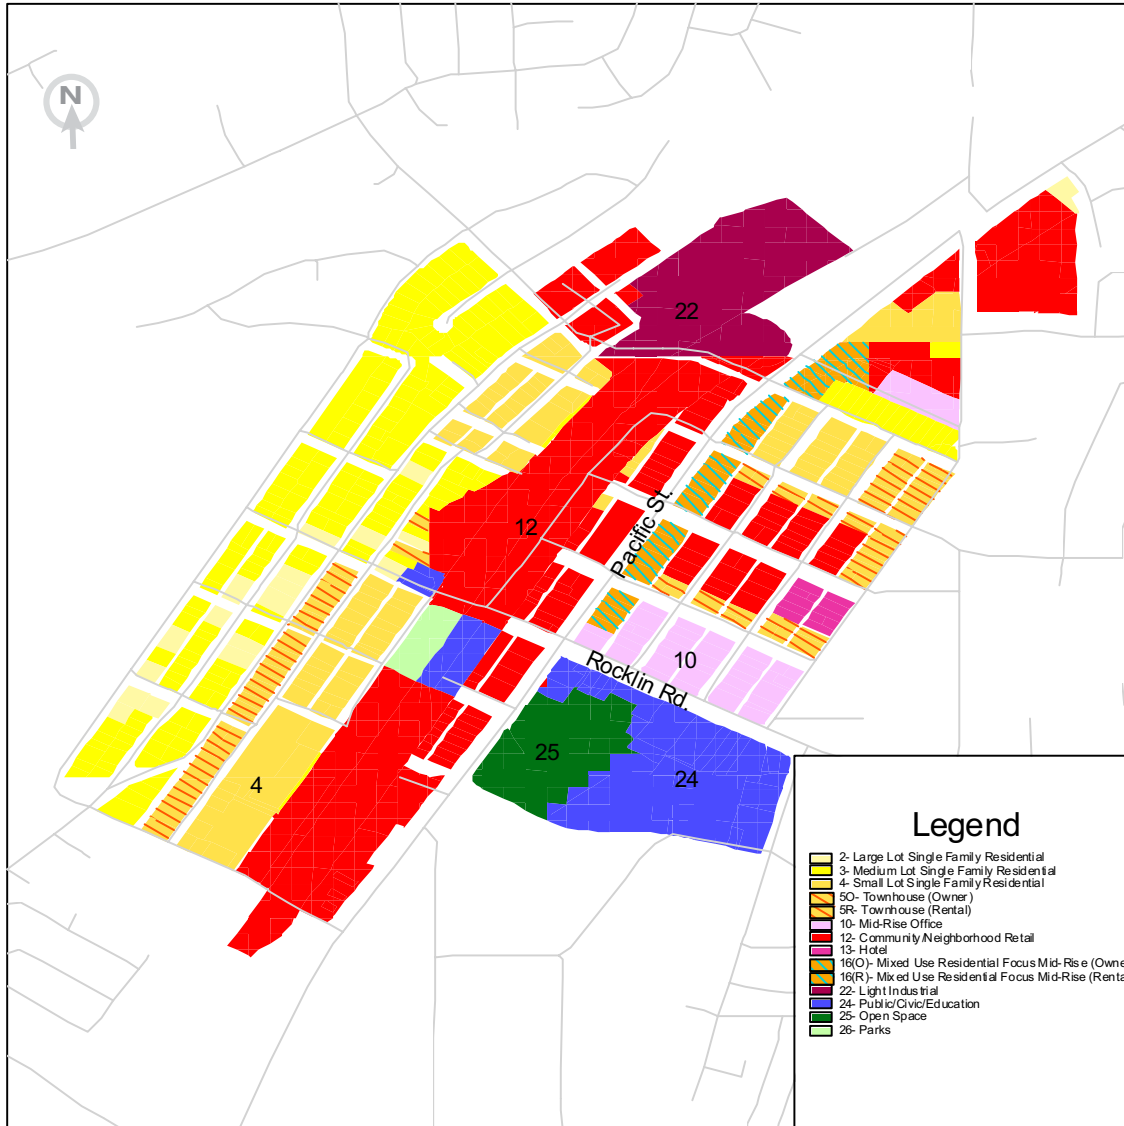 N
22
12
Pacific St.
10
Rocklin Rd.
25
24
4
Legend
2- Large Lot Single Family Residential
3- Medium Lot Single Family Residential
4- Small Lot Single Family Residential
5O- Townhouse (Owner)
5R- Townhouse (Rental)
10- Mid-Rise Office
12- Community/Neighborhood Retail
13- Hotel
16(O)- Mixed Use Residential Focus Mid-Rise (Owne
16(R)- Mixed Use Residential Focus Mid-Rise (Renta
22- Light Industrial
24- Public/Civic/Education
25- Open Space
26- Parks